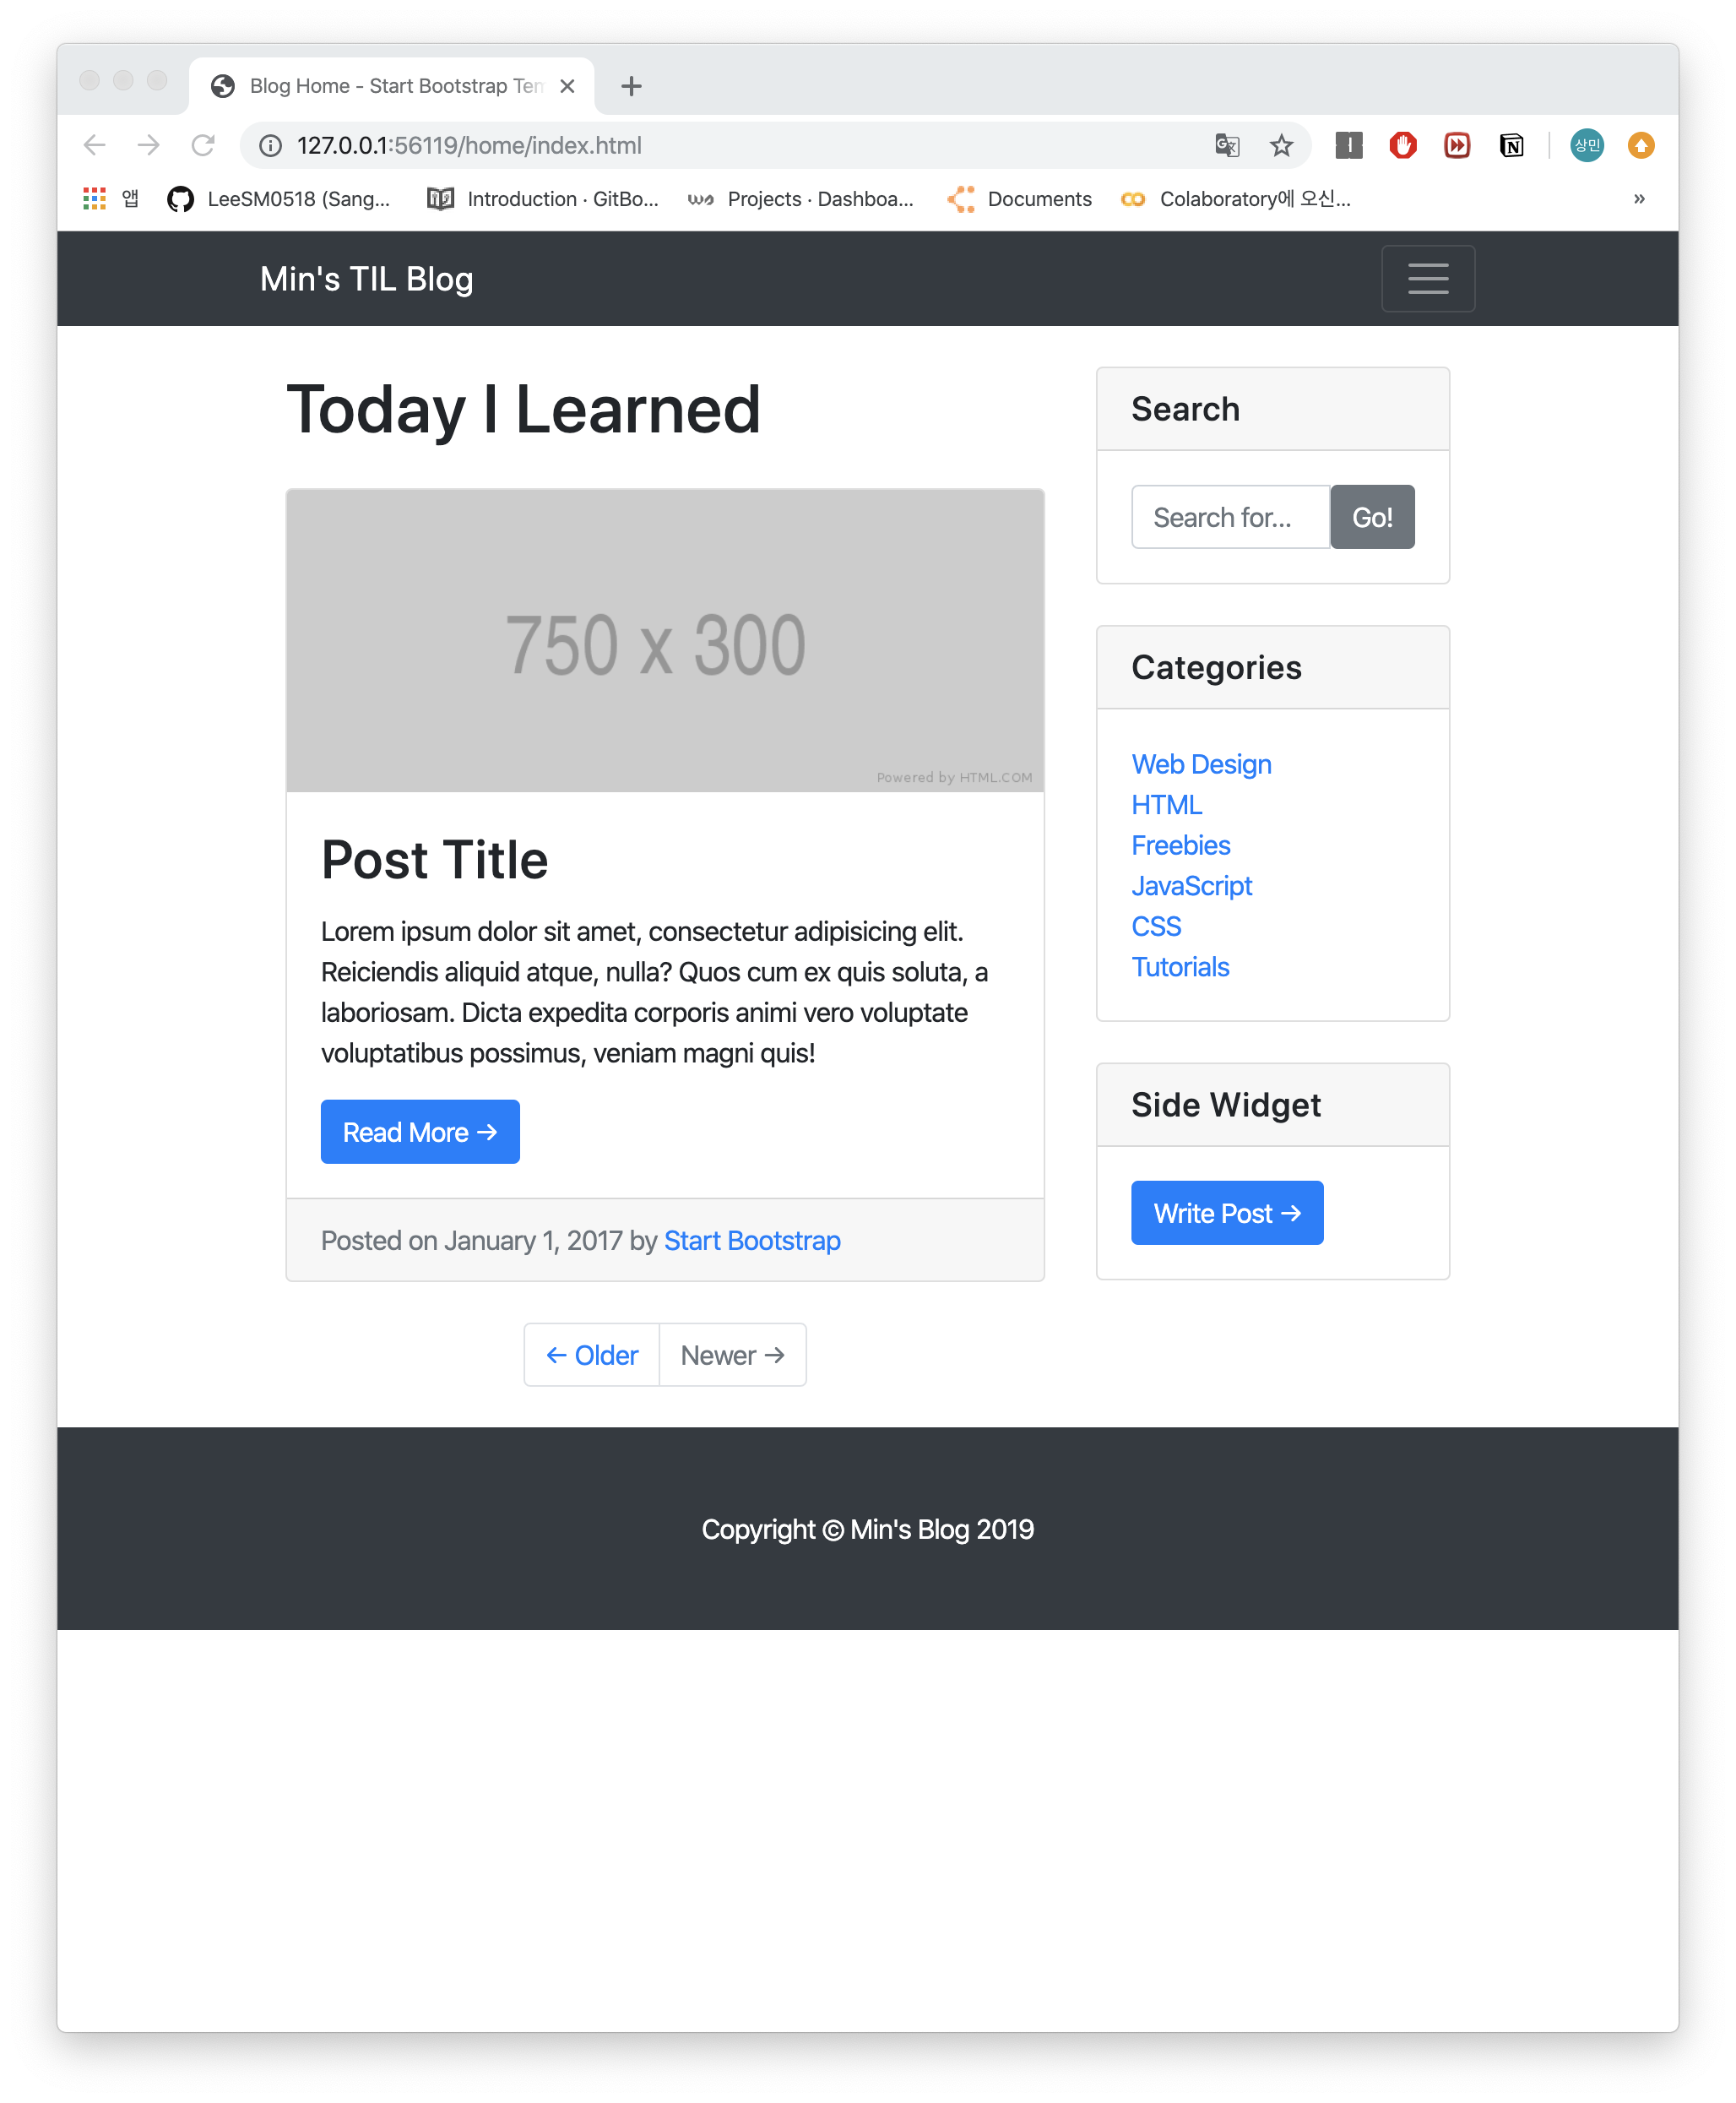 Blog Home - Start Bootstrap Tem
127.0.0.1:56119/home/index.html
상민
앱 LeeSM0518 (Sang... Introduction · GitBo... Projects · Dashboa... Documents Colaboratory에 오신... »
Min's TIL Blog
Today I Learned
750 x 300
Powered by HTML.COM
Post Title
Lorem ipsum dolor sit amet, consectetur adipisicing elit.
Reiciendis aliquid atque, nulla? Quos cum ex quis soluta, a
laboriosam. Dicta expedita corporis animi vero voluptate
voluptatibus possimus, veniam magni quis!
Read More →
Posted on January 1, 2017 by Start Bootstrap
← Older
Newer →
Search
Search for...
Go!
Categories
Web Design
HTML
Freebies
JavaScript
CSS
Tutorials
Side Widget
Write Post →
Copyright © Min's Blog 2019